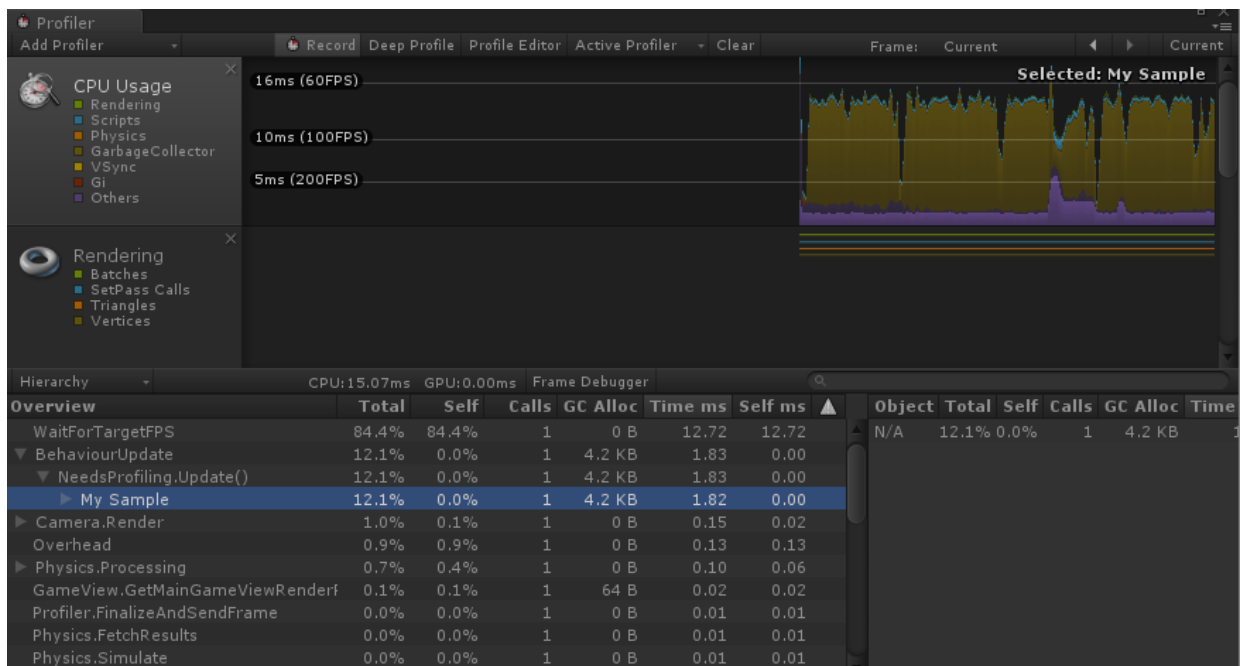 Profiler
Add Profiler Record Deep Profile Profile Editor Active Profiler Clear Frame: Current Current
CPU Usage
Rendering
Scripts
Physics
GarbageCollector
VSync
Gi
Others
16ms (60FPS)
10ms (100FPS)
5ms (200FPS)
Selected: My Sample
Rendering
Batches
SetPass Calls
Triangles
Vertices
Hierarchy CPU:15.07ms GPU:0.00ms Frame Debugger
Overview Total Self Calls GC Alloc Time ms Self ms
WaitForTargetFPS 84.4% 84.4% 1 0 B 12.72 12.72
BehaviourUpdate 12.1% 0.0% 1 4.2 KB 1.83 0.00
NeedsProfiling.Update() 12.1% 0.0% 1 4.2 KB 1.83 0.00
My Sample 12.1% 0.0% 1 4.2 KB 1.82 0.00
Camera.Render 1.0% 0.1% 1 0 B 0.15 0.02
Overhead 0.9% 0.9% 1 0 B 0.13 0.13
Physics.Processing 0.7% 0.4% 1 0 B 0.10 0.06
GameView.GetMainGameViewRender 0.1% 0.1% 1 64 B 0.02 0.02
Profiler.FinalizeAndSendFrame 0.0% 0.0% 1 0 B 0.01 0.01
Physics.FetchResults 0.0% 0.0% 1 0 B 0.01 0.01
Physics.Simulate 0.0% 0.0% 1 0 B 0.01 0.01
Object Total Self Calls GC Alloc Time
N/A 12.1% 0.0% 1 4.2 KB